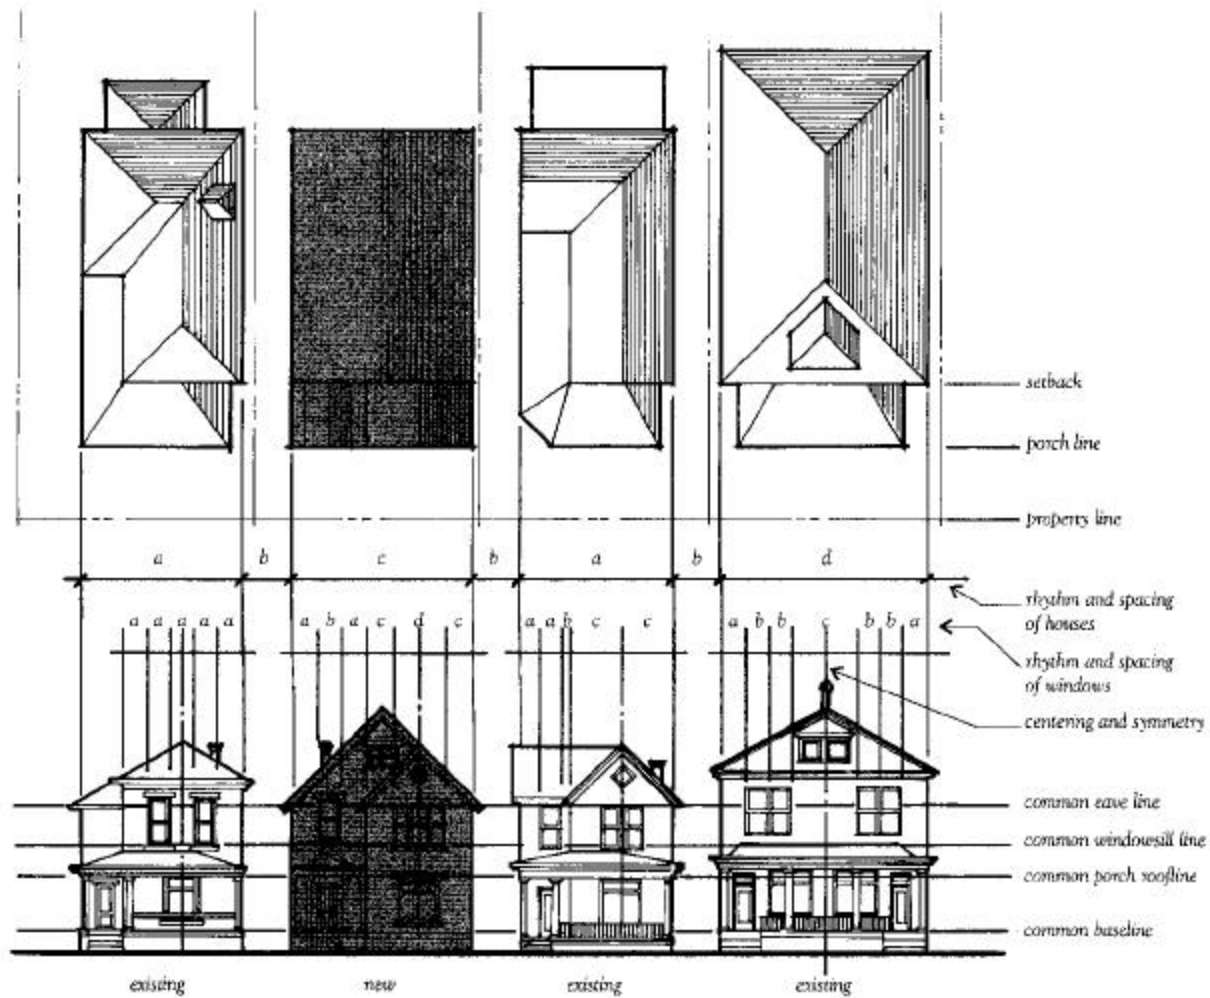 setback
porch line
property line
a b c b a b d
rhythm and spacing
of houses
a a a a a a b a c d c a a b c c a b b c b b a
rhythm and spacing
of windows
centering and symmetry
common eave line
common windowsill line
common porch roofline
common baseline
existing new existing existing